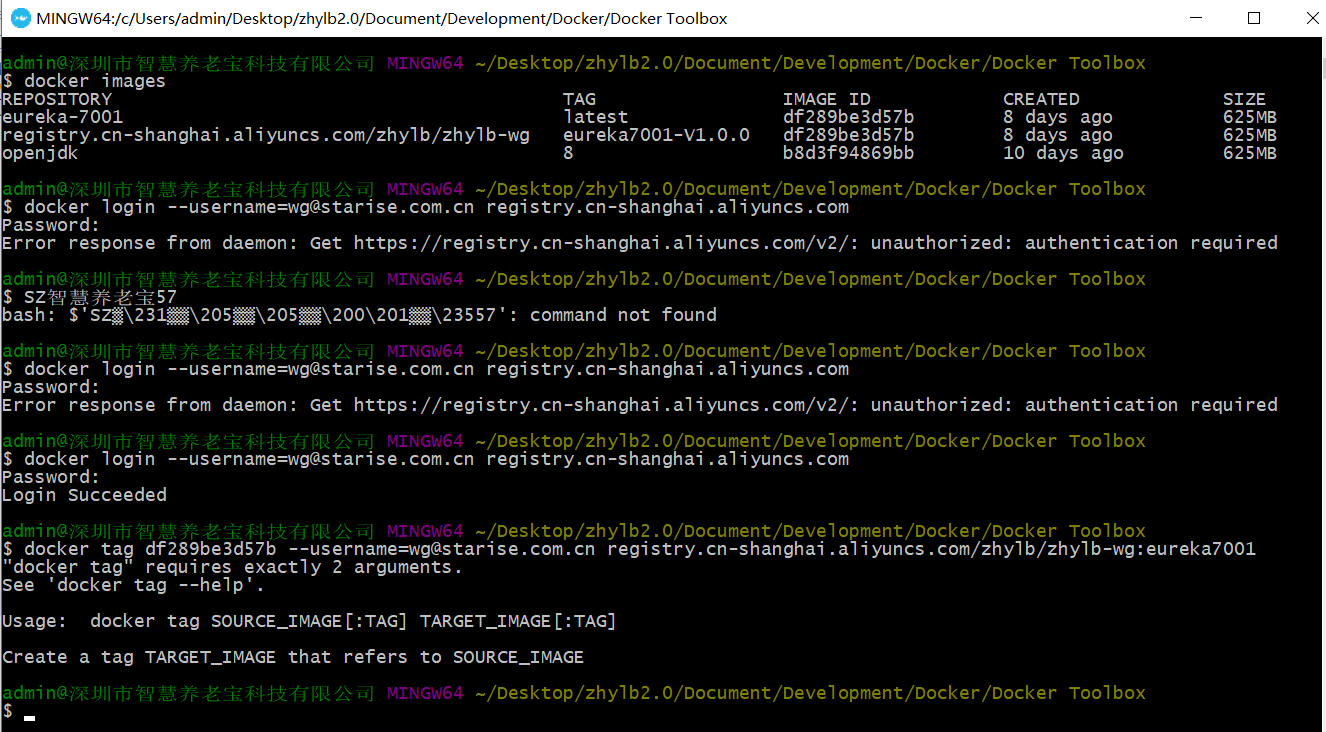 MINGW64:/c/Users/admin/Desktop/zhylb2.0/Document/Development/Docker/Docker Toolbox
admin@深圳市智慧养老宝科技有限公司 MINGW64 ~/Desktop/zhylb2.0/Document/Development/Docker/Docker Toolbox
$ docker images
REPOSITORY TAG IMAGE ID CREATED SIZE
eureka-7001 latest df289be3d57b 8 days ago 625MB
registry.cn-shanghai.aliyuncs.com/zhylb/zhylb-wg eureka7001-V1.0.0 df289be3d57b 8 days ago 625MB
openjdk 8 b8d3f94869bb 10 days ago 625MB
admin@深圳市智慧养老宝科技有限公司 MINGW64 ~/Desktop/zhylb2.0/Document/Development/Docker/Docker Toolbox
$ docker login --username=wg@starise.com.cn registry.cn-shanghai.aliyuncs.com
Password:
Error response from daemon: Get https://registry.cn-shanghai.aliyuncs.com/v2/: unauthorized: authentication required
admin@深圳市智慧养老宝科技有限公司 MINGW64 ~/Desktop/zhylb2.0/Document/Development/Docker/Docker Toolbox
$ SZ智慧养老宝57
bash: $'SZ▒\231▒▒\205▒▒\205▒▒\200\201▒▒\23557': command not found
admin@深圳市智慧养老宝科技有限公司 MINGW64 ~/Desktop/zhylb2.0/Document/Development/Docker/Docker Toolbox
$ docker login --username=wg@starise.com.cn registry.cn-shanghai.aliyuncs.com
Password:
Error response from daemon: Get https://registry.cn-shanghai.aliyuncs.com/v2/: unauthorized: authentication required
admin@深圳市智慧养老宝科技有限公司 MINGW64 ~/Desktop/zhylb2.0/Document/Development/Docker/Docker Toolbox
$ docker login --username=wg@starise.com.cn registry.cn-shanghai.aliyuncs.com
Password:
Login Succeeded
admin@深圳市智慧养老宝科技有限公司 MINGW64 ~/Desktop/zhylb2.0/Document/Development/Docker/Docker Toolbox
$ docker tag df289be3d57b --username=wg@starise.com.cn registry.cn-shanghai.aliyuncs.com/zhylb/zhylb-wg:eureka7001
"docker tag" requires exactly 2 arguments.
See 'docker tag --help'.
Usage:  docker tag SOURCE_IMAGE[:TAG] TARGET_IMAGE[:TAG]
Create a tag TARGET_IMAGE that refers to SOURCE_IMAGE
admin@深圳市智慧养老宝科技有限公司 MINGW64 ~/Desktop/zhylb2.0/Document/Development/Docker/Docker Toolbox
$